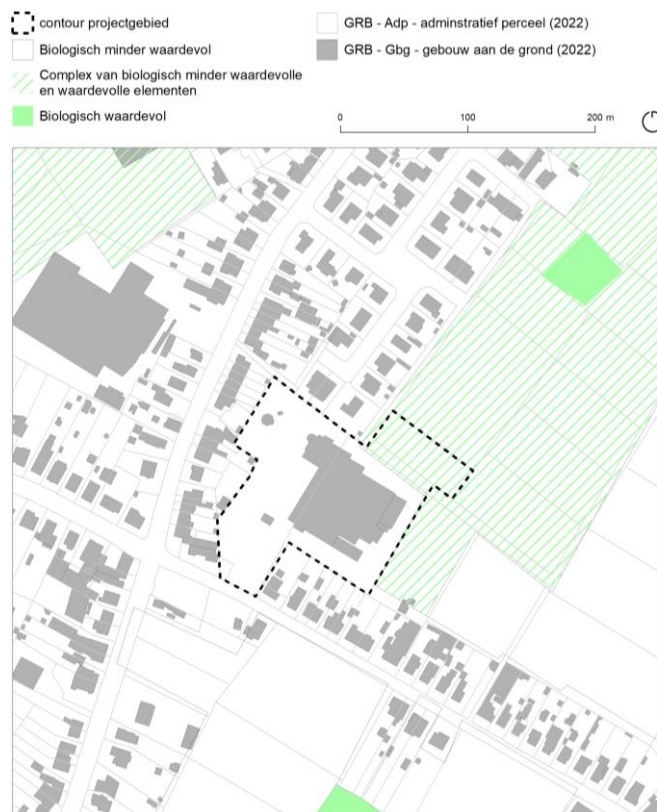 contour projectgebied
Biologisch minder waardevol
Complex van biologisch minder waardevolle
en waardevolle elementen
Biologisch waardevol
GRB - Adp - adminstratief perceel (2022)
GRB - Gbg - gebouw aan de grond (2022)
0 100 200 m